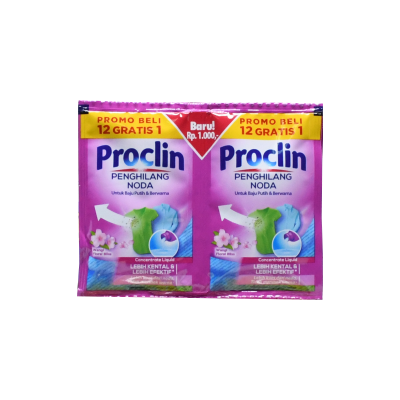 PROMO BELI
12 GRATIS 1
Baru!
Rp. 1.000,-
PROMO BELI
12 GRATIS 1
Proclin
PENGHILANG
NODA
Untuk Baju Putih & Berwarna
Concentrate Liquid
LEBIH KENTAL &
LEBIH EFEKTIF*
Proclin
PENGHILANG
NODA
Untuk Baju Putih & Berwarna
Concentrate Liquid
LEBIH KENTAL &
LEBIH EFEKTIF*